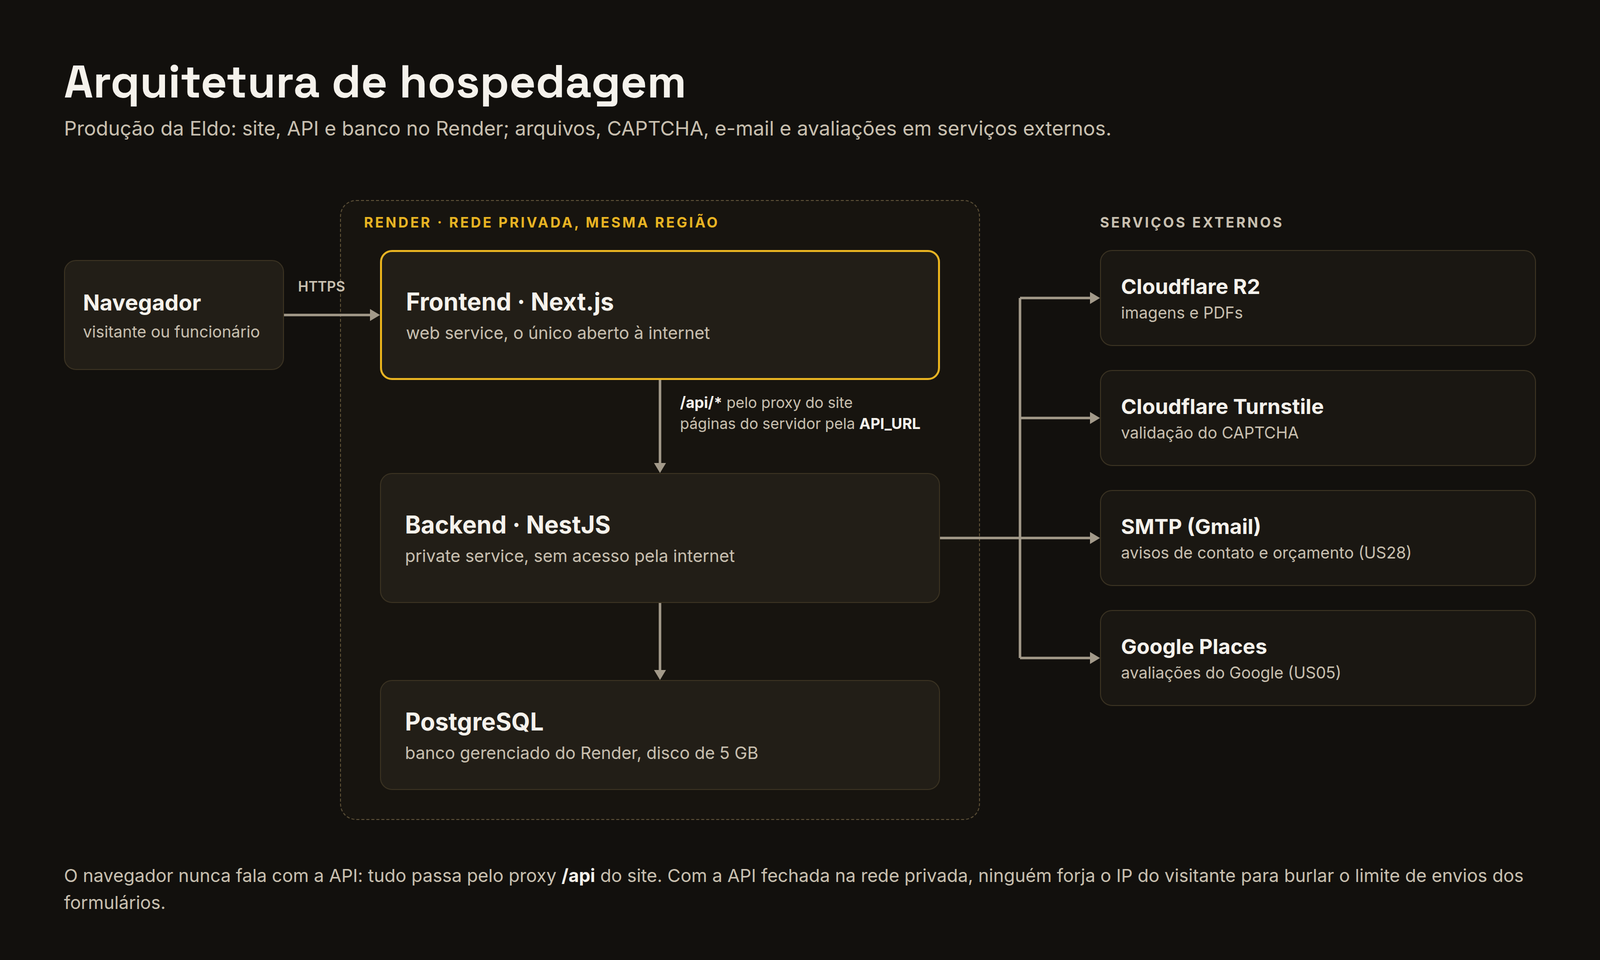 Arquitetura de hospedagem
Produção da Eldo: site, API e banco no Render; arquivos, CAPTCHA, e-mail e avaliações em serviços externos.
RENDER · REDE PRIVADA, MESMA REGIÃO
SERVIÇOS EXTERNOS
Navegador
visitante ou funcionário
HTTPS
Frontend · Next.js
web service, o único aberto à internet
/api/* pelo proxy do site
páginas do servidor pela API_URL
Backend · NestJS
private service, sem acesso pela internet
PostgreSQL
banco gerenciado do Render, disco de 5 GB
Cloudflare R2
imagens e PDFs
Cloudflare Turnstile
validação do CAPTCHA
SMTP (Gmail)
avisos de contato e orçamento (US28)
Google Places
avaliações do Google (US05)
O navegador nunca fala com a API: tudo passa pelo proxy /api do site. Com a API fechada na rede privada, ninguém forja o IP do visitante para burlar o limite de envios dos
formulários.